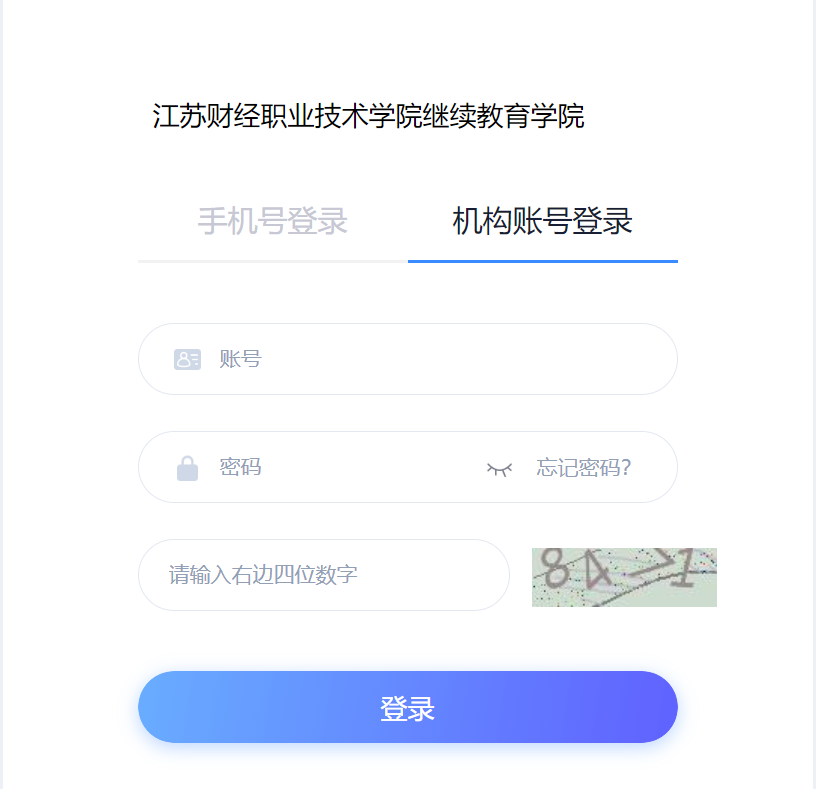 江苏财经职业技术学院继续教育学院
手机号登录 机构账号登录
账号
密码 忘记密码?
请输入右边四位数字
登录